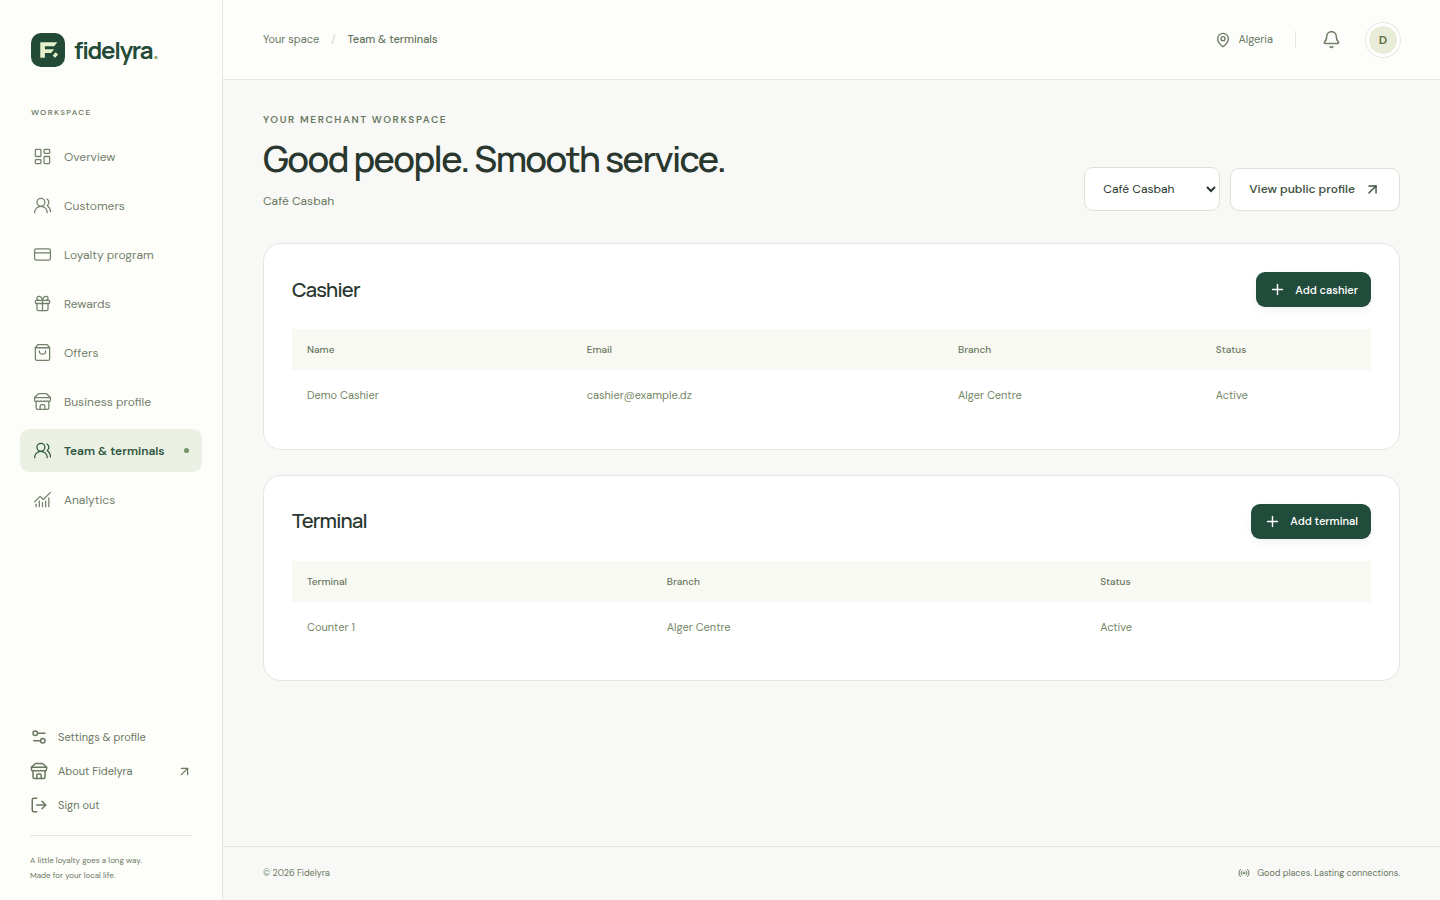 fidelyra.
WORKSPACE
Overview
Customers
Loyalty program
Rewards
Offers
Business profile
Team & terminals
Analytics
Settings & profile
About Fidelyra
Sign out
A little loyalty goes a long way.
Made for your local life.
Your space / Team & terminals
Algeria
D
YOUR MERCHANT WORKSPACE
Good people. Smooth service.
Café Casbah
Café Casbah
View public profile
Cashier
Add cashier
Name Email Branch Status
Demo Cashier cashier@example.dz Alger Centre Active
Terminal
Add terminal
Terminal Branch Status
Counter 1 Alger Centre Active
© 2026 Fidelyra
Good places. Lasting connections.